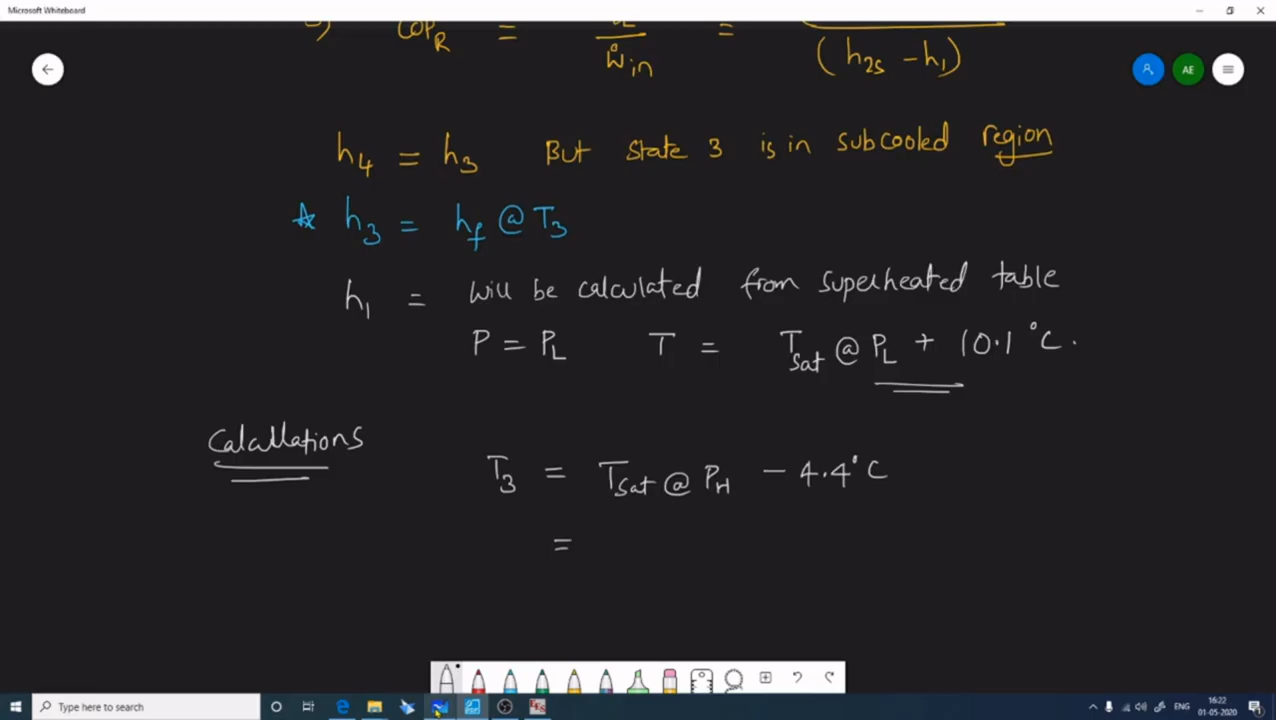 Microsoft Whiteboard
COP_R = / Ẇ_in = / (h_2s - h_1)
AE
h_4 = h_3 But State 3 is in subcooled region
☆ h_3 = h_f @ T_3
h_1 = will be calculated from superheated table
P = P_L T = T_sat @ P_L + 10.1 °C.
Calculations
T_3 = T_sat @ P_H - 4.4°C
=
Type here to search
ENG
16:22
01-05-2020